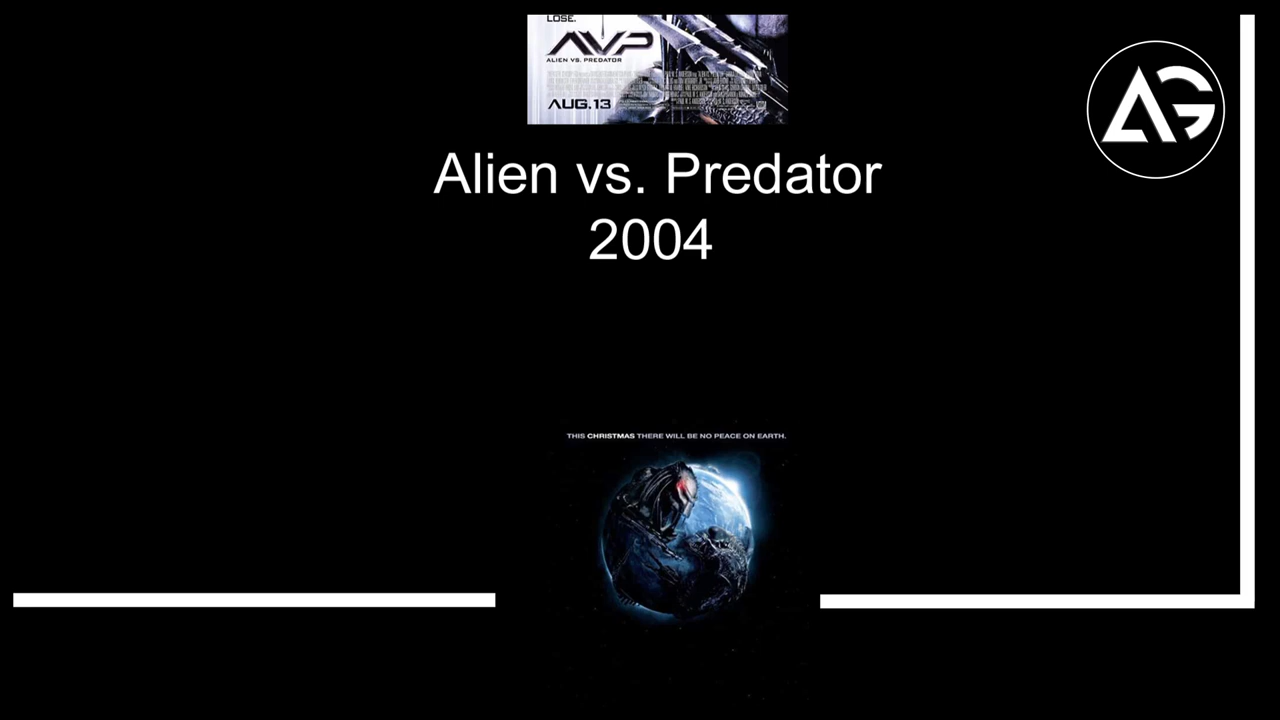 LOSE.
AVP
ALIEN VS. PREDATOR
AUG.13
AG
Alien vs. Predator
2004
THIS CHRISTMAS THERE WILL BE NO PEACE ON EARTH.